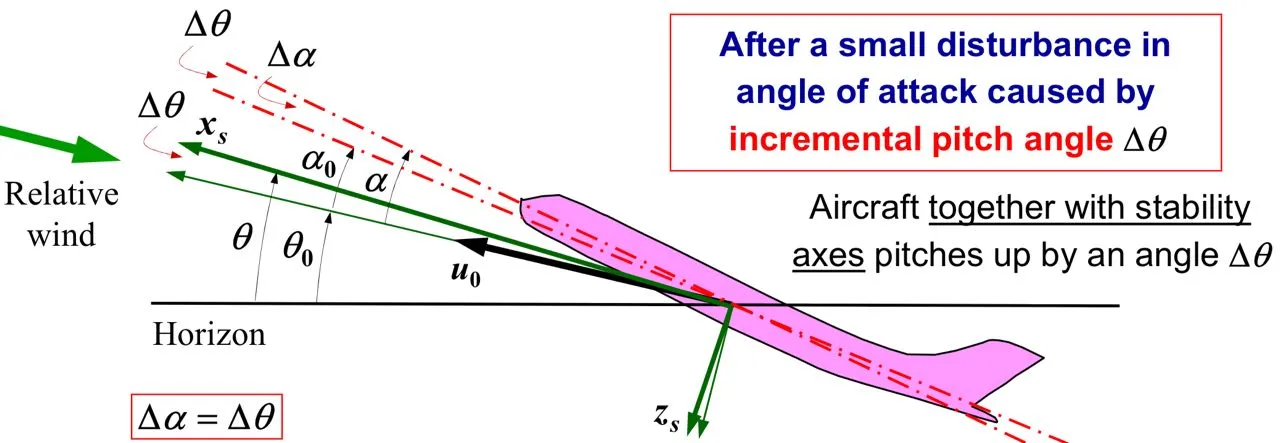 Δθ
Δα
Δθ
x_s
α_0
α
Relative
wind
θ
θ_0
u_0
Horizon
z_s
Δα = Δθ
After a small disturbance in
angle of attack caused by
incremental pitch angle Δθ
Aircraft together with stability
axes pitches up by an angle Δθ